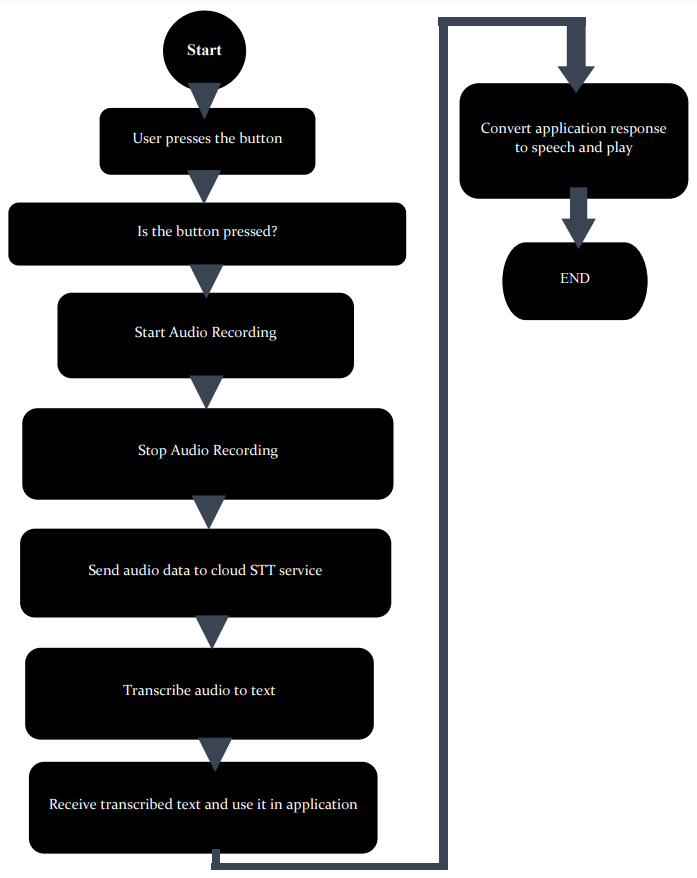 Start
User presses the button
Is the button pressed?
Start Audio Recording
Stop Audio Recording
Send audio data to cloud STT service
Transcribe audio to text
Receive transcribed text and use it in application
Convert application response
to speech and play
END